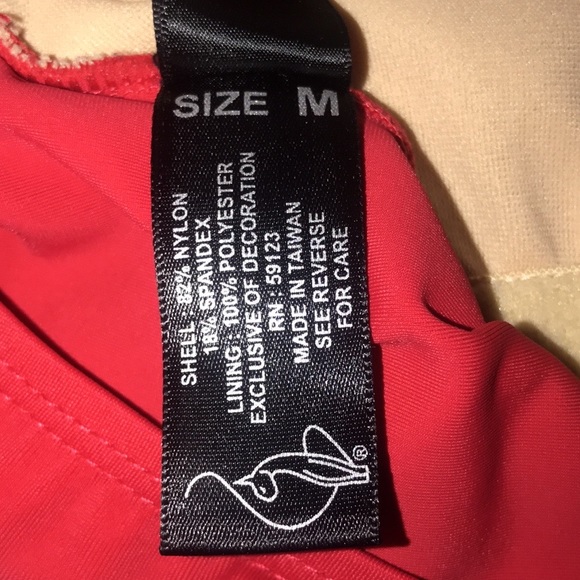 SIZE M
SHELL: 82% NYLON
18% SPANDEX
LINING: 100% POLYESTER
EXCLUSIVE OF DECORATION
RN 59123
MADE IN TAIWAN
SEE REVERSE
FOR CARE
®